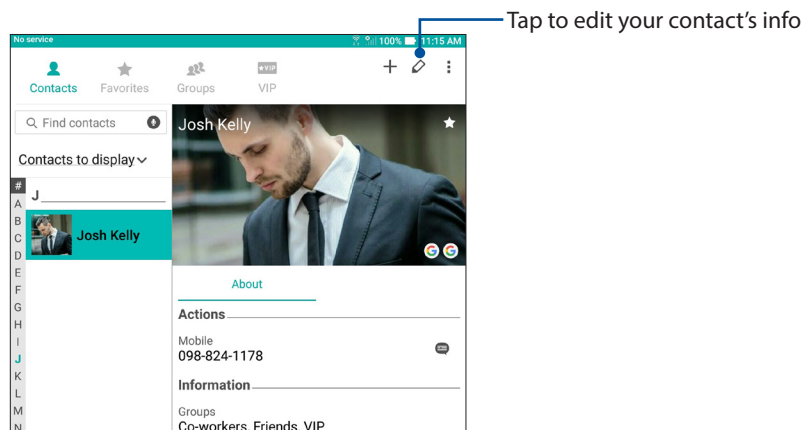 Tap to edit your contact's info
No service
100% 11:15 AM
Contacts Favorites Groups VIP VIP
Find contacts
Contacts to display
Josh Kelly
#
A
B
C
D
E
F
G
H
I
J
K
L
M
N
J
Josh Kelly
G G
About
Actions
Mobile
098-824-1178
Information
Groups
Co-workers, Friends, VIP